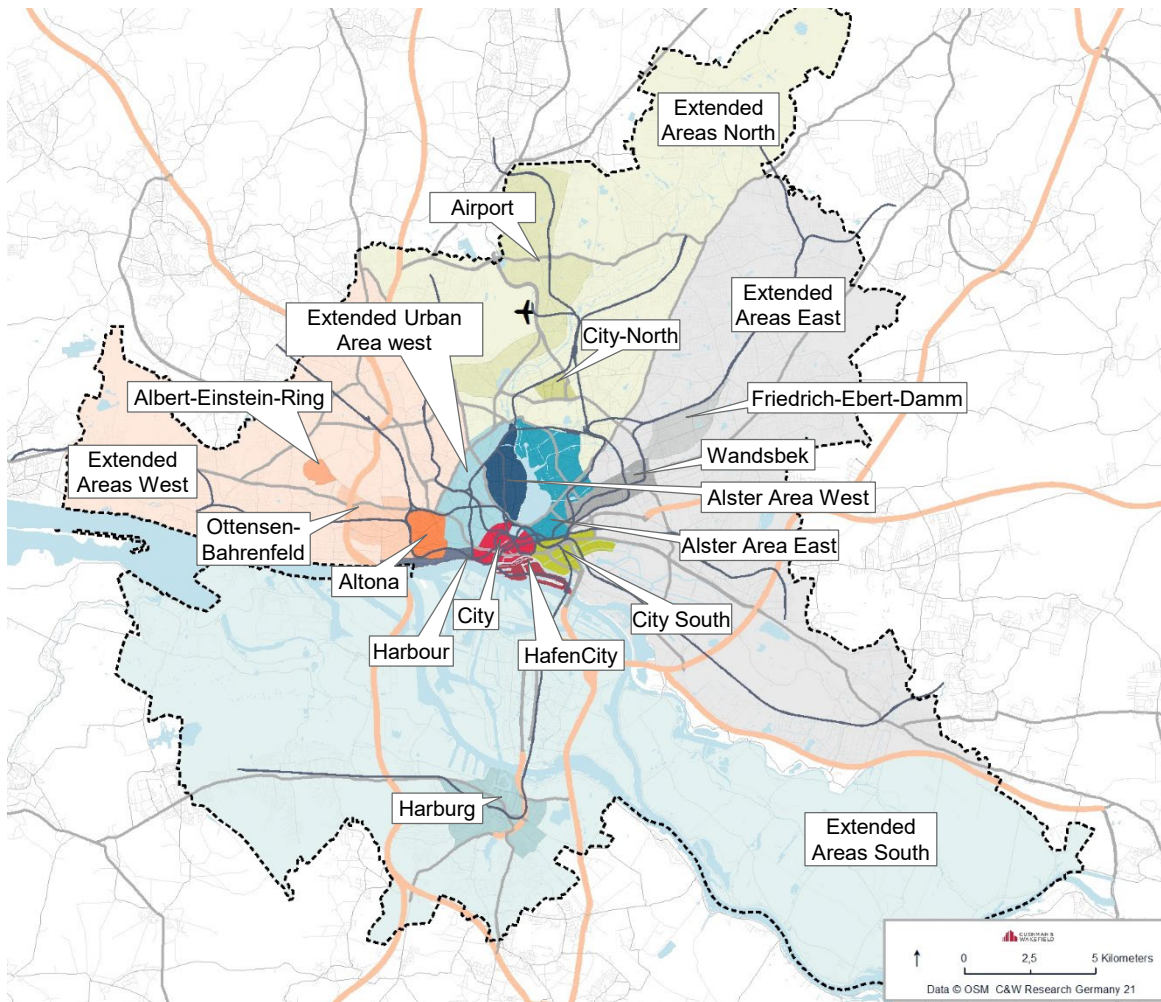 Extended
Areas North
Airport
Extended Urban
Area west
Extended
Areas East
City-North
Albert-Einstein-Ring
Friedrich-Ebert-Damm
Extended
Areas West
Wandsbek
Alster Area West
Ottensen-
Bahrenfeld
Alster Area East
Altona
City
City South
Harbour
HafenCity
Harburg
Extended
Areas South
CUSHMAN &
WAKEFIELD
0 2,5 5 Kilometers
Data © OSM C&W Research Germany 21